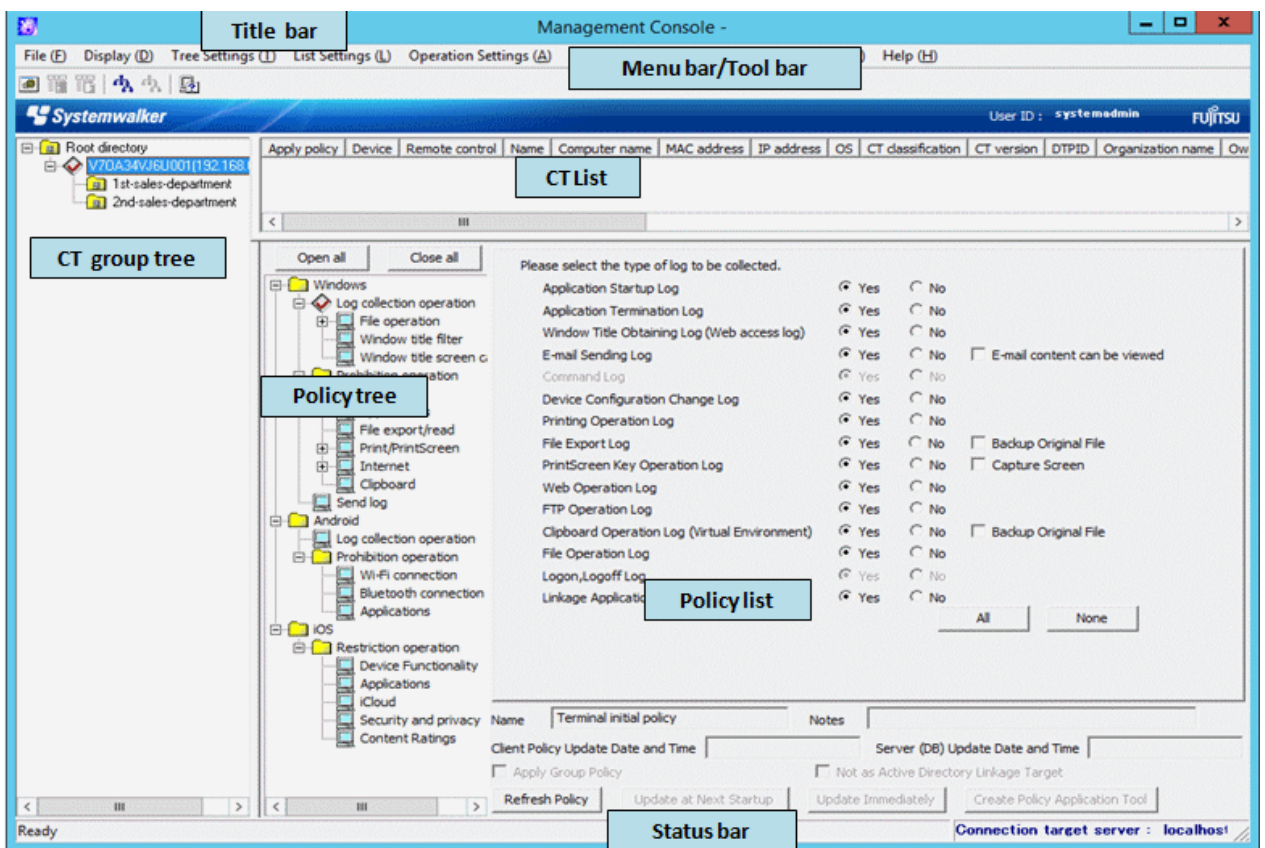 Title bar
Management Console -
File (F) Display (D) Tree Settings (T) List Settings (L) Operation Settings (A) Help (H)
Menu bar/Tool bar
Systemwalker
User ID : systemadmin
FUJITSU
Root directory
V70A34VJ6U001(192.168.
1st-sales-department
2nd-sales-department
CT group tree
Apply policy Device Remote control Name Computer name MAC address IP address OS CT classification CT version DTPID Organization name Ow
CT List
Open all Close all
Windows
Log collection operation
File operation
Window title filter
Window title screen c
Prohibition operation
Policy tree
File export/read
Print/PrintScreen
Internet
Clipboard
Send log
Android
Log collection operation
Prohibition operation
Wi-Fi connection
Bluetooth connection
Applications
iOS
Restriction operation
Device Functionality
Applications
iCloud
Security and privacy
Content Ratings
Please select the type of log to be collected.
Application Startup Log Yes No
Application Termination Log Yes No
Window Title Obtaining Log (Web access log) Yes No
E-mail Sending Log Yes No E-mail content can be viewed
Command Log Yes No
Device Configuration Change Log Yes No
Printing Operation Log Yes No
File Export Log Yes No Backup Original File
PrintScreen Key Operation Log Yes No Capture Screen
Web Operation Log Yes No
FTP Operation Log Yes No
Clipboard Operation Log (Virtual Environment) Yes No Backup Original File
File Operation Log Yes No
Logon,Logoff Log Yes No
Linkage Applicatio Yes No
Policy list
All None
Name Terminal initial policy Notes
Client Policy Update Date and Time Server (DB) Update Date and Time
Apply Group Policy Not as Active Directory Linkage Target
Refresh Policy Update at Next Startup Update Immediately Create Policy Application Tool
Ready
Status bar
Connection target server : localhost